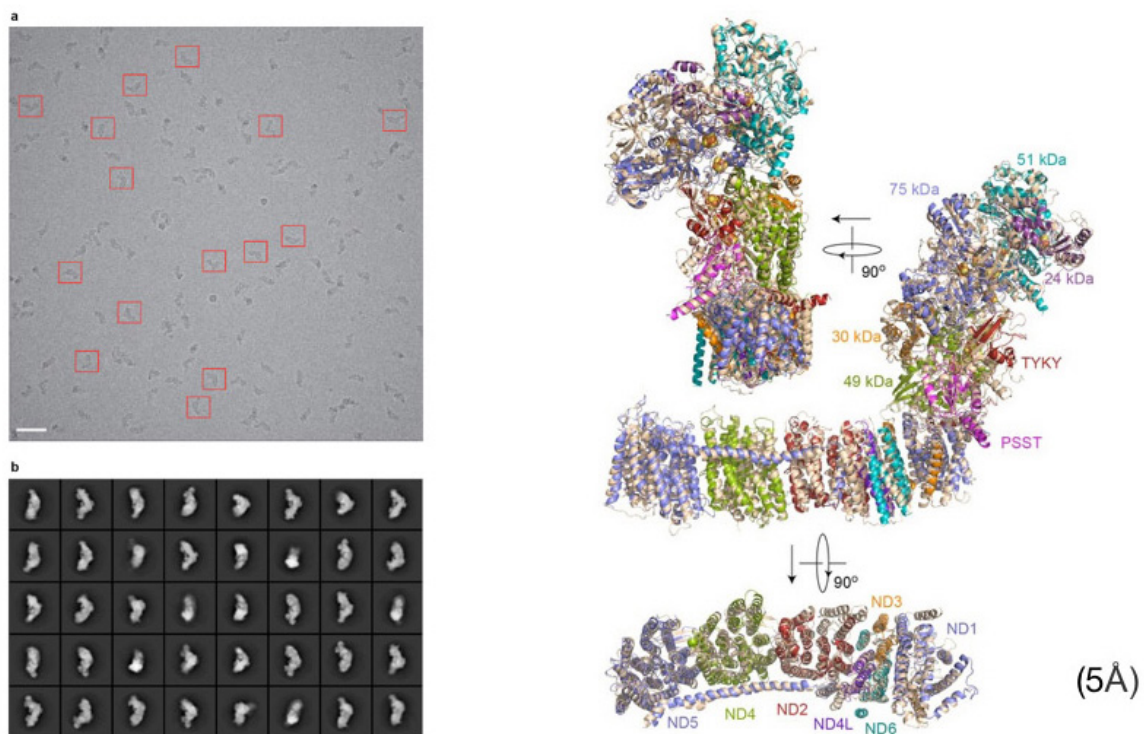 a
b
90°
51 kDa
75 kDa
24 kDa
30 kDa
TYKY
49 kDa
PSST
90°
ND3
ND1
ND5
ND4
ND2
ND4L
ND6
(5Å)